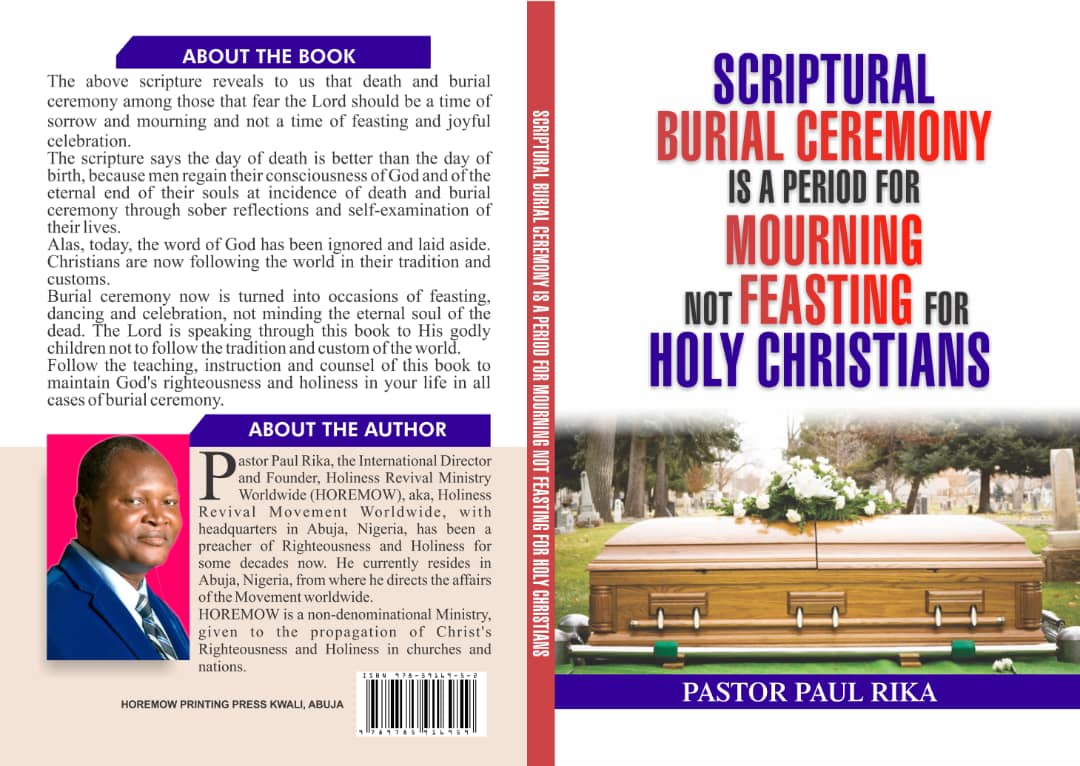 ABOUT THE BOOK
The above scripture reveals to us that death and burial
ceremony among those that fear the Lord should be a time of
sorrow and mourning and not a time of feasting and joyful
celebration.
The scripture says the day of death is better than the day of
birth, because men regain their consciousness of God and of the
eternal end of their souls at incidence of death and burial
ceremony through sober reflections and self-examination of
their lives.
Alas, today, the word of God has been ignored and laid aside.
Christians are now following the world in their tradition and
customs.
Burial ceremony now is turned into occasions of feasting,
dancing and celebration, not minding the eternal soul of the
dead. The Lord is speaking through this book to His godly
children not to follow the tradition and custom of the world.
Follow the teaching, instruction and counsel of this book to
maintain God's righteousness and holiness in your life in all
cases of burial ceremony.
ABOUT THE AUTHOR
Pastor Paul Rika, the International Director
and Founder, Holiness Revival Ministry
Worldwide (HOREMOW), aka, Holiness
Revival Movement Worldwide, with
headquarters in Abuja, Nigeria, has been a
preacher of Righteousness and Holiness for
some decades now. He currently resides in
Abuja, Nigeria, from where he directs the affairs
of the Movement worldwide.
HOREMOW is a non-denominational Ministry,
given to the propagation of Christ's
Righteousness and Holiness in churches and
nations.
HOREMOW PRINTING PRESS KWALI, ABUJA
SCRIPTURAL BURIAL CEREMONY IS A PERIOD FOR MOURNING NOT FEASTING FOR HOLY CHRISTIANS
SCRIPTURAL
BURIAL CEREMONY
IS A PERIOD FOR
MOURNING
NOT FEASTING FOR
HOLY CHRISTIANS
PASTOR PAUL RIKA